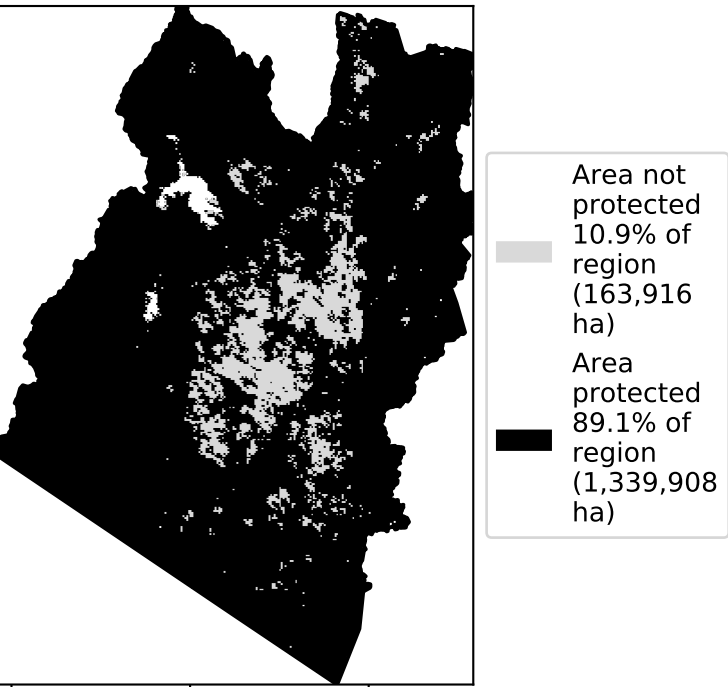 Area not
protected
10.9% of
region
(163,916
ha)
Area
protected
89.1% of
region
(1,339,908
ha)